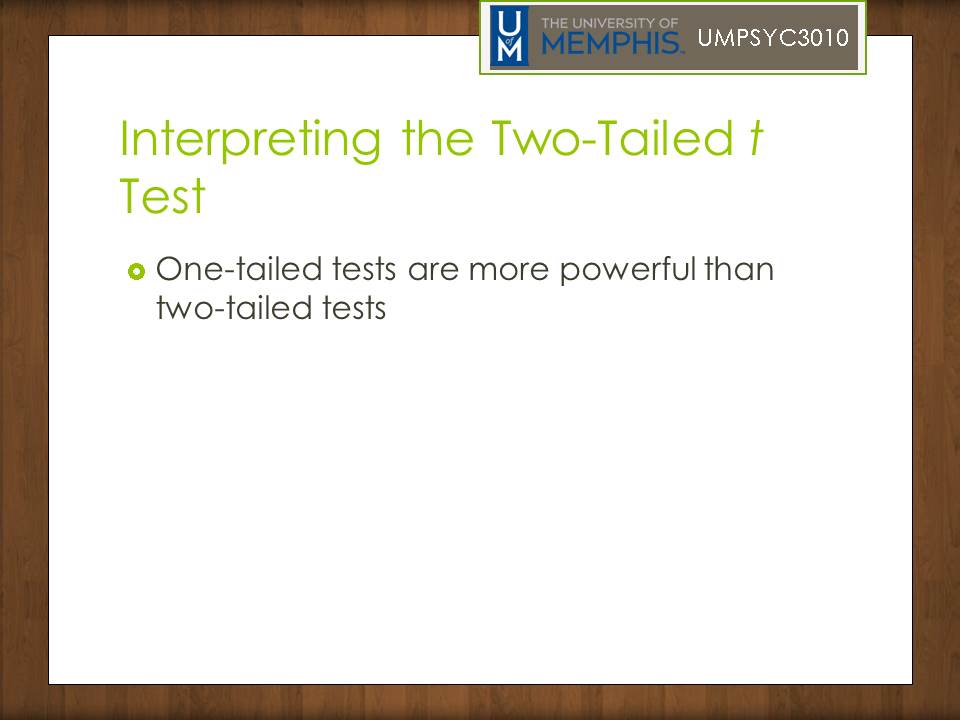 THE UNIVERSITY OF
MEMPHIS.
UMPSYC3010
U
of
M
Interpreting the Two-Tailed t
Test
One-tailed tests are more powerful than
two-tailed tests